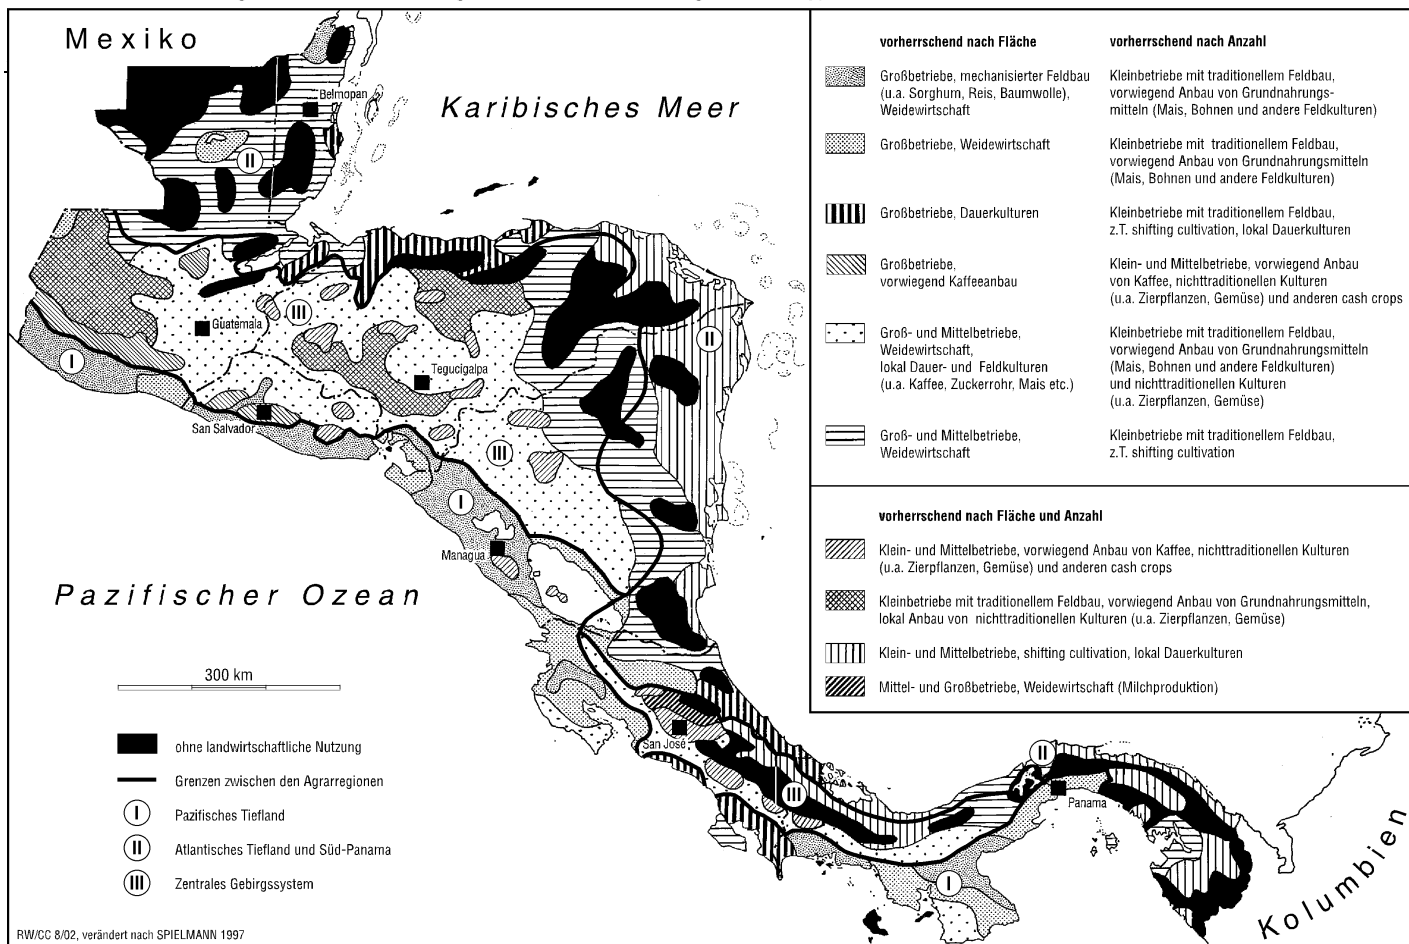 Mexiko
Karibisches Meer
Belmopan
II
Guatemala
III
I
Tegucigalpa
San Salvador
III
II
I
Managua
Pazifischer Ozean
San José
III
II
Panama
I
Kolumbien
300 km
ohne landwirtschaftliche Nutzung
Grenzen zwischen den Agrarregionen
I Pazifisches Tiefland
II Atlantisches Tiefland und Süd-Panama
III Zentrales Gebirgssystem
RW/CC 8/02, verändert nach SPIELMANN 1997
vorherrschend nach Fläche
vorherrschend nach Anzahl
Großbetriebe, mechanisierter Feldbau
(u.a. Sorghum, Reis, Baumwolle),
Weidewirtschaft
Kleinbetriebe mit traditionellem Feldbau,
vorwiegend Anbau von Grundnahrungs-
mitteln (Mais, Bohnen und andere Feldkulturen)
Großbetriebe, Weidewirtschaft
Kleinbetriebe mit traditionellem Feldbau,
vorwiegend Anbau von Grundnahrungsmitteln
(Mais, Bohnen und andere Feldkulturen)
Großbetriebe, Dauerkulturen
Kleinbetriebe mit traditionellem Feldbau,
z.T. shifting cultivation, lokal Dauerkulturen
Großbetriebe,
vorwiegend Kaffeeanbau
Klein- und Mittelbetriebe, vorwiegend Anbau
von Kaffee, nichttraditionellen Kulturen
(u.a. Zierpflanzen, Gemüse) und anderen cash crops
Groß- und Mittelbetriebe,
Weidewirtschaft,
lokal Dauer- und Feldkulturen
(u.a. Kaffee, Zuckerrohr, Mais etc.)
Kleinbetriebe mit traditionellem Feldbau,
vorwiegend Anbau von Grundnahrungsmitteln
(Mais, Bohnen und andere Feldkulturen)
und nichttraditionellen Kulturen
(u.a. Zierpflanzen, Gemüse)
Groß- und Mittelbetriebe,
Weidewirtschaft
Kleinbetriebe mit traditionellem Feldbau,
z.T. shifting cultivation
vorherrschend nach Fläche und Anzahl
Klein- und Mittelbetriebe, vorwiegend Anbau von Kaffee, nichttraditionellen Kulturen
(u.a. Zierpflanzen, Gemüse) und anderen cash crops
Kleinbetriebe mit traditionellem Feldbau, vorwiegend Anbau von Grundnahrungsmitteln,
lokal Anbau von nichttraditionellen Kulturen (u.a. Zierpflanzen, Gemüse)
Klein- und Mittelbetriebe, shifting cultivation, lokal Dauerkulturen
Mittel- und Großbetriebe, Weidewirtschaft (Milchproduktion)